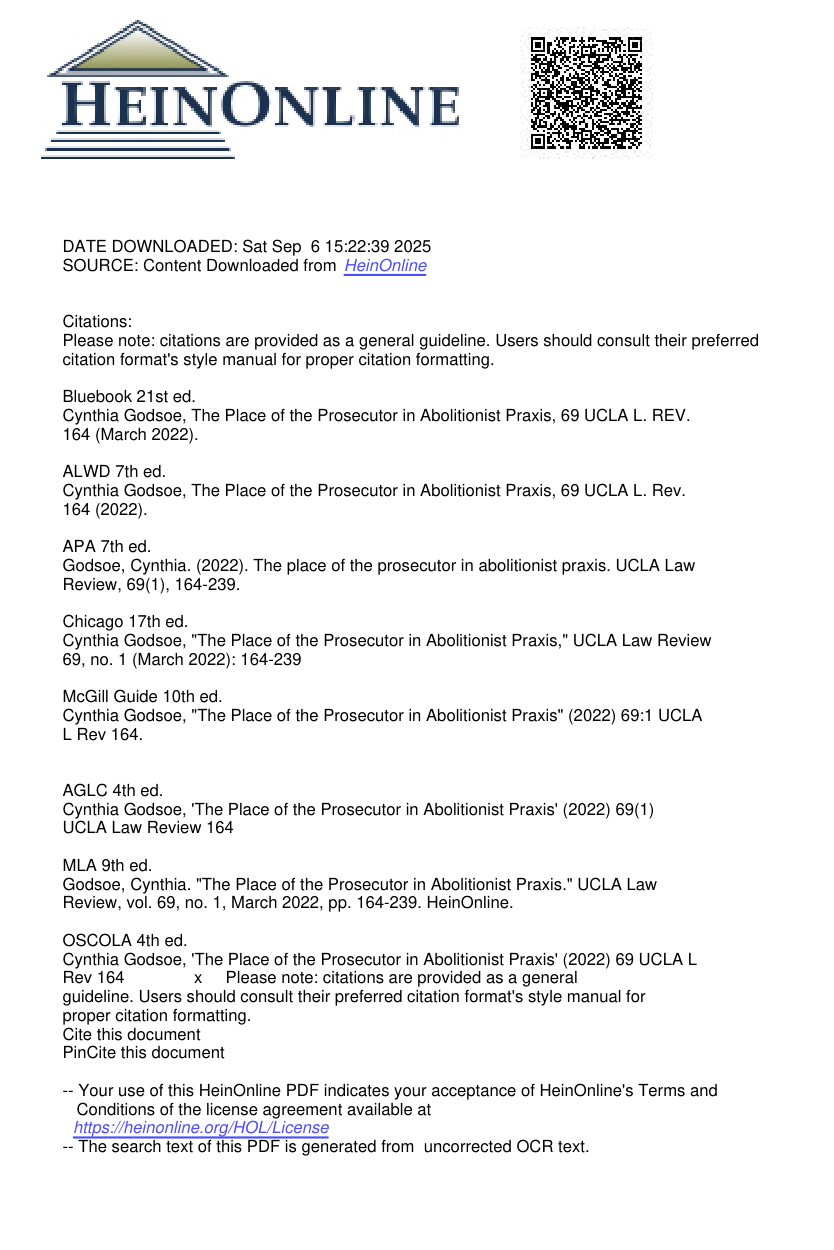 HEINONLINE
DATE DOWNLOADED: Sat Sep  6 15:22:39 2025
SOURCE: Content Downloaded from HeinOnline
Citations:
Please note: citations are provided as a general guideline. Users should consult their preferred
citation format's style manual for proper citation formatting.
Bluebook 21st ed.
Cynthia Godsoe, The Place of the Prosecutor in Abolitionist Praxis, 69 UCLA L. REV.
164 (March 2022).
ALWD 7th ed.
Cynthia Godsoe, The Place of the Prosecutor in Abolitionist Praxis, 69 UCLA L. Rev.
164 (2022).
APA 7th ed.
Godsoe, Cynthia. (2022). The place of the prosecutor in abolitionist praxis. UCLA Law
Review, 69(1), 164-239.
Chicago 17th ed.
Cynthia Godsoe, "The Place of the Prosecutor in Abolitionist Praxis," UCLA Law Review
69, no. 1 (March 2022): 164-239
McGill Guide 10th ed.
Cynthia Godsoe, "The Place of the Prosecutor in Abolitionist Praxis" (2022) 69:1 UCLA
L Rev 164.
AGLC 4th ed.
Cynthia Godsoe, 'The Place of the Prosecutor in Abolitionist Praxis' (2022) 69(1)
UCLA Law Review 164
MLA 9th ed.
Godsoe, Cynthia. "The Place of the Prosecutor in Abolitionist Praxis." UCLA Law
Review, vol. 69, no. 1, March 2022, pp. 164-239. HeinOnline.
OSCOLA 4th ed.
Cynthia Godsoe, 'The Place of the Prosecutor in Abolitionist Praxis' (2022) 69 UCLA L
Rev 164 x Please note: citations are provided as a general
guideline. Users should consult their preferred citation format's style manual for
proper citation formatting.
Cite this document
PinCite this document
-- Your use of this HeinOnline PDF indicates your acceptance of HeinOnline's Terms and
Conditions of the license agreement available at
https://heinonline.org/HOL/License
-- The search text of this PDF is generated from  uncorrected OCR text.